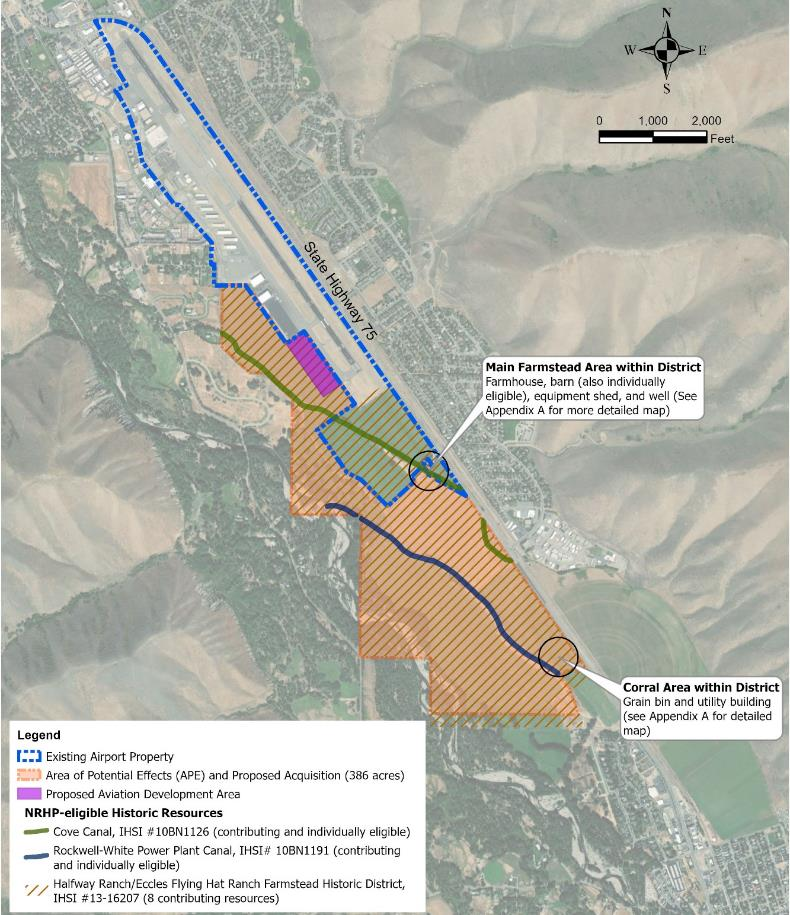 N
W E
S
0 1,000 2,000
Feet
State Highway 75
Main Farmstead Area within District
Farmhouse, barn (also individually
eligible), equipment shed, and well (See
Appendix A for more detailed map)
Corral Area within District
Grain bin and utility building
(see Appendix A for detailed
map)
Legend
Existing Airport Property
Area of Potential Effects (APE) and Proposed Acquisition (386 acres)
Proposed Aviation Development Area
NRHP-eligible Historic Resources
Cove Canal, IHSI #10BN1126 (contributing and individually eligible)
Rockwell-White Power Plant Canal, IHSI# 10BN1191 (contributing
and individually eligible)
Halfway Ranch/Eccles Flying Hat Ranch Farmstead Historic District,
IHSI #13-16207 (8 contributing resources)